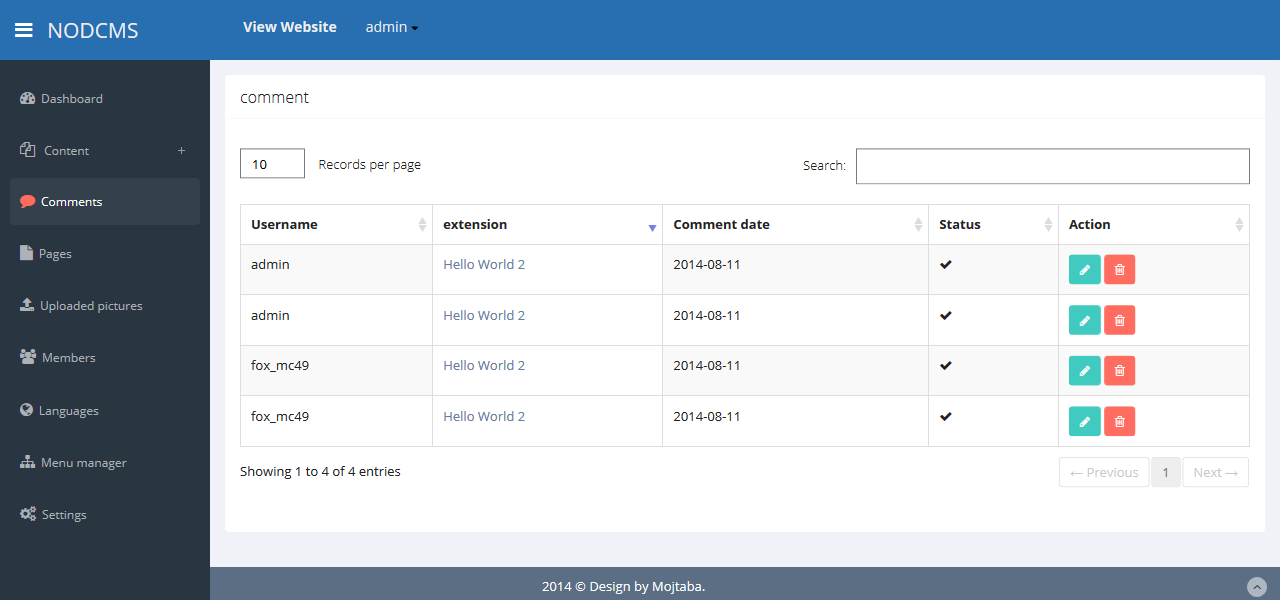 NODCMS
View Website admin
Dashboard
Content +
Comments
Pages
Uploaded pictures
Members
Languages
Menu manager
Settings
comment
10 Records per page Search:
Username extension Comment date Status Action
admin Hello World 2 2014-08-11
admin Hello World 2 2014-08-11
fox_mc49 Hello World 2 2014-08-11
fox_mc49 Hello World 2 2014-08-11
Showing 1 to 4 of 4 entries ← Previous 1 Next →
2014 © Design by Mojtaba.